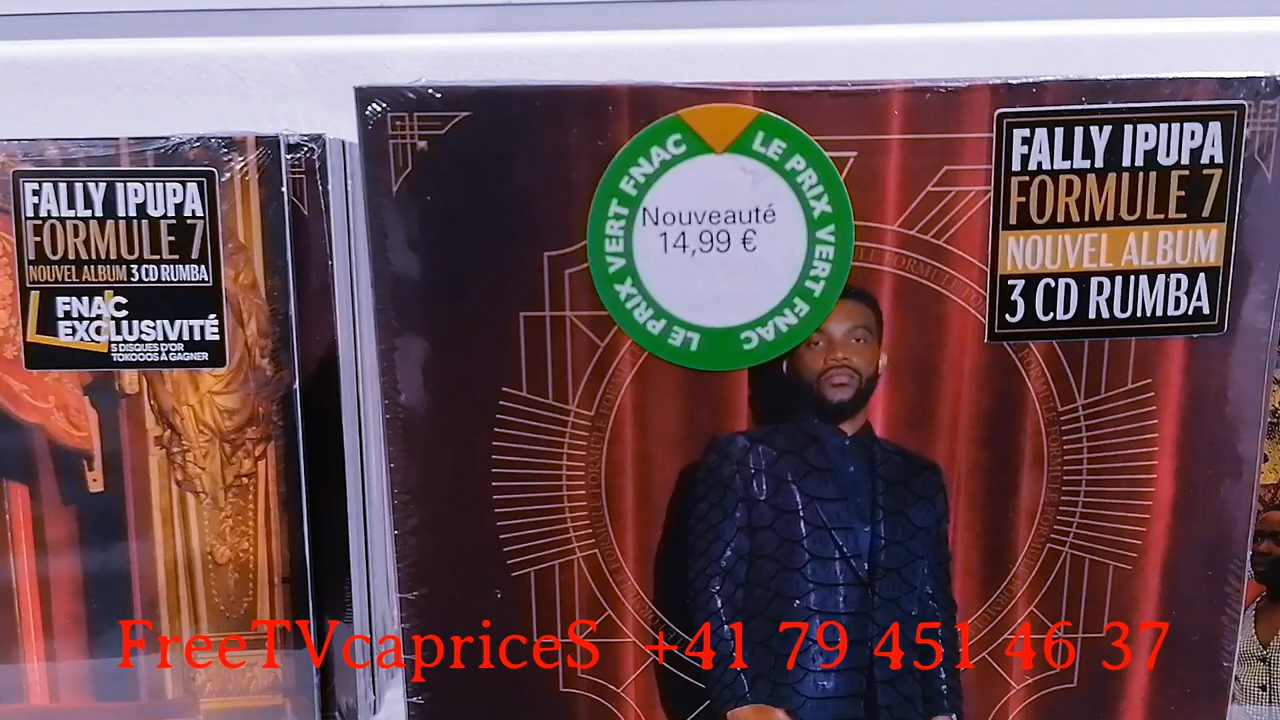 FALLY IPUPA
FORMULE 7
NOUVEL ALBUM 3 CD RUMBA
FNAC
EXCLUSIVITÉ
5 DISQUES D'OR
TOKOOOS À GAGNER
LE PRIX VERT FNAC
LE PRIX VERT FNAC
Nouveauté
14,99 €
FALLY IPUPA
FORMULE 7
NOUVEL ALBUM
3 CD RUMBA
FreeTVcapriceS +41 79 451 46 37